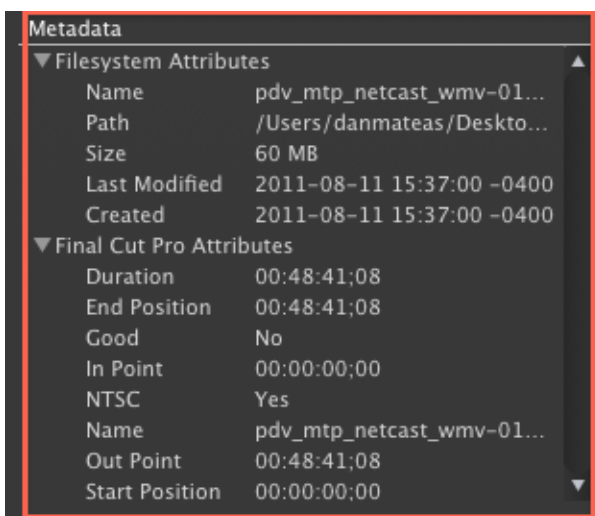 Metadata
Filesystem Attributes
Name pdv_mtp_netcast_wmv-01...
Path /Users/danmateas/Deskto...
Size 60 MB
Last Modified 2011-08-11 15:37:00 -0400
Created 2011-08-11 15:37:00 -0400
Final Cut Pro Attributes
Duration 00:48:41;08
End Position 00:48:41;08
Good No
In Point 00:00:00;00
NTSC Yes
Name pdv_mtp_netcast_wmv-01...
Out Point 00:48:41;08
Start Position 00:00:00;00